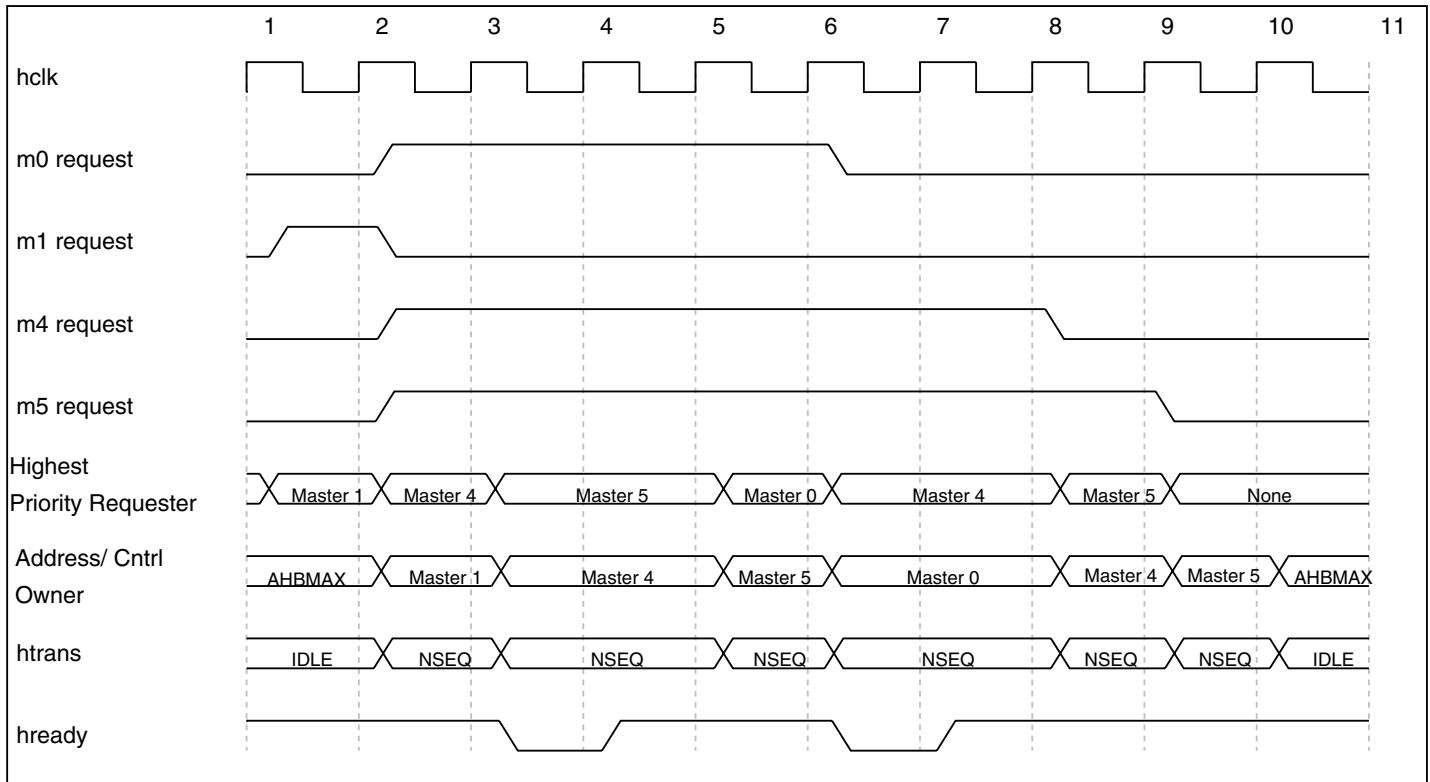 1 2 3 4 5 6 7 8 9 10 11
hclk
m0 request
m1 request
m4 request
m5 request
Highest
Priority Requester
Master 1 Master 4 Master 5 Master 0 Master 4 Master 5 None
Address/ Cntrl
Owner
AHBMAX Master 1 Master 4 Master 5 Master 0 Master 4 Master 5 AHBMAX
htrans
IDLE NSEQ NSEQ NSEQ NSEQ NSEQ NSEQ IDLE
hready